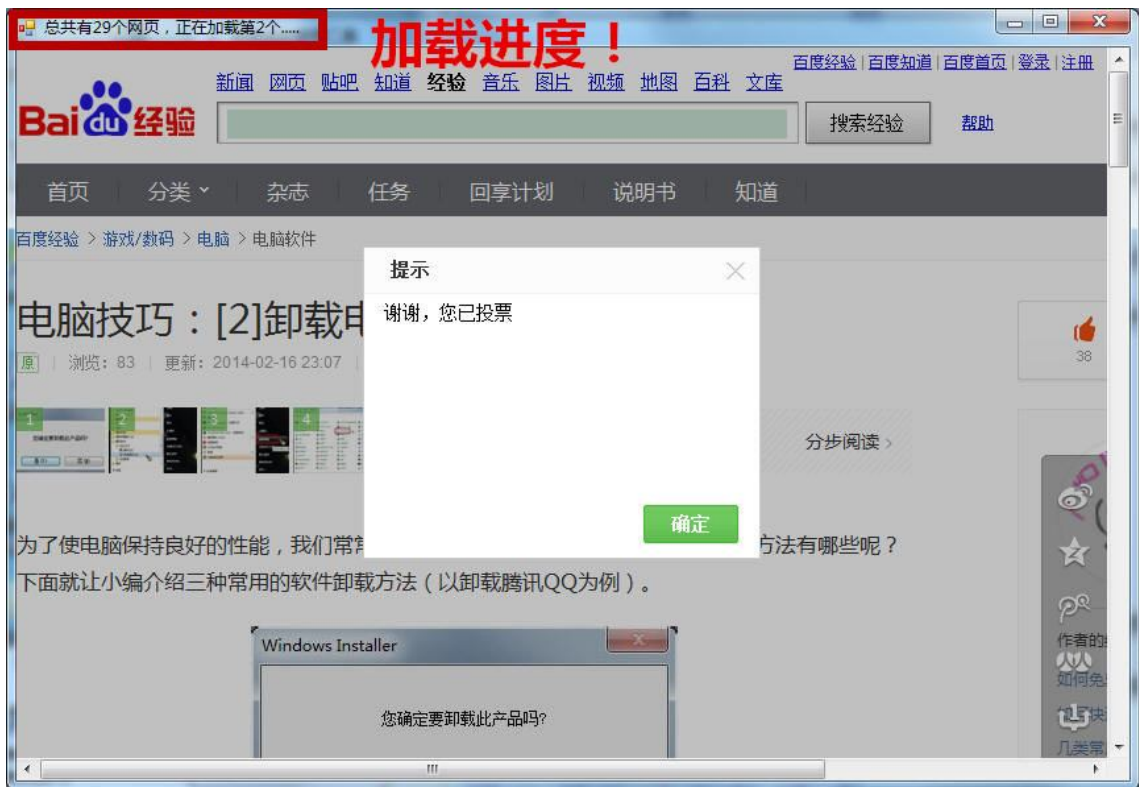 总共有29个网页，正在加载第2个.....
加载进度！
百度经验 | 百度知道 | 百度首页 | 登录 | 注册
新闻 网页 贴吧 知道 经验 音乐 图片 视频 地图 百科 文库
Bai du 经验
搜索经验
帮助
首页 分类 杂志 任务 回享计划 说明书 知道
百度经验 > 游戏/数码 > 电脑 > 电脑软件
提示
谢谢，您已投票
电脑技巧：[2]卸载电
原 | 浏览：83 | 更新：2014-02-16 23:07
38
1 2 3 4
分步阅读 >
确定
为了使电脑保持良好的性能，我们常常 方法有哪些呢？
下面就让小编介绍三种常用的软件卸载方法（以卸载腾讯QQ为例）。
Windows Installer
您确定要卸载此产品吗?
作者的
如何免
几类常